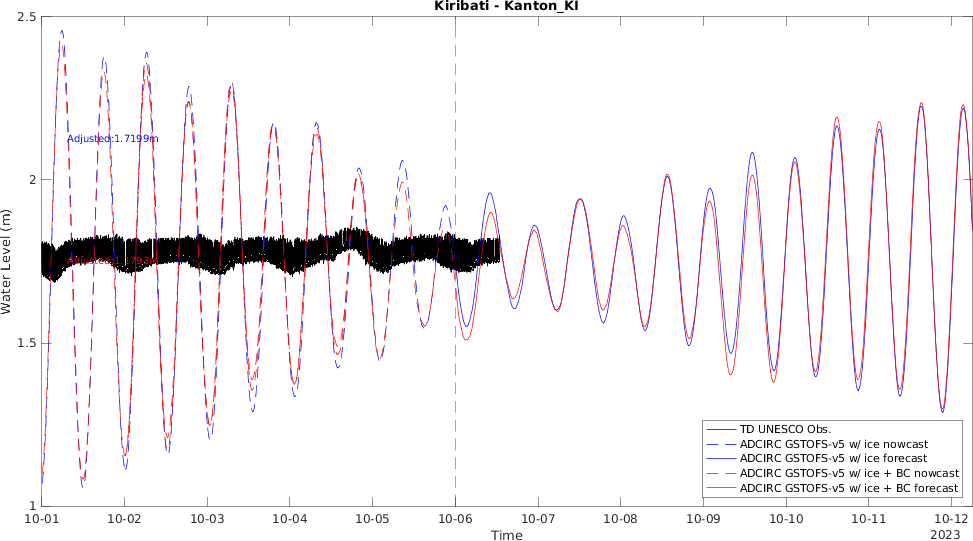 Kiribati - Kanton_KI
2.5
2
1.5
1
Water Level (m)
Adjusted:1.7199m
TD UNESCO Obs.
ADCIRC GSTOFS-v5 w/ ice nowcast
ADCIRC GSTOFS-v5 w/ ice forecast
ADCIRC GSTOFS-v5 w/ ice + BC nowcast
ADCIRC GSTOFS-v5 w/ ice + BC forecast
10-01 10-02 10-03 10-04 10-05 10-06 10-07 10-08 10-09 10-10 10-11 10-12
Time
2023